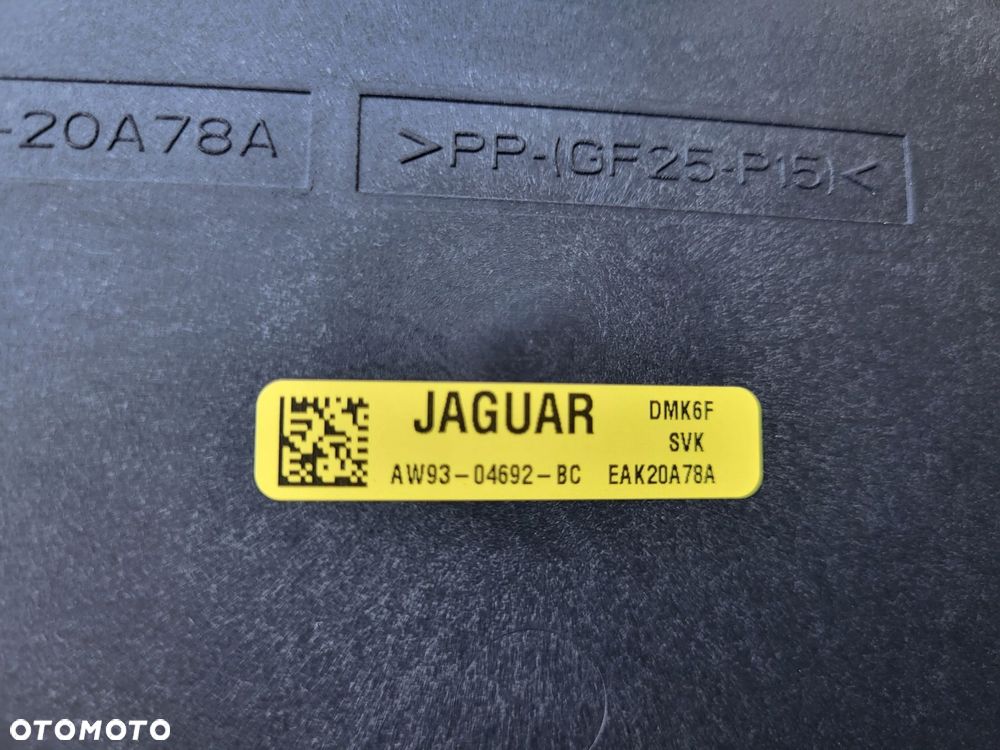 -20A78A
>PP-(GF25-P15)<
JAGUAR
DMK6F
SVK
AW93-04692-BC
EAK20A78A
OTOMOTO